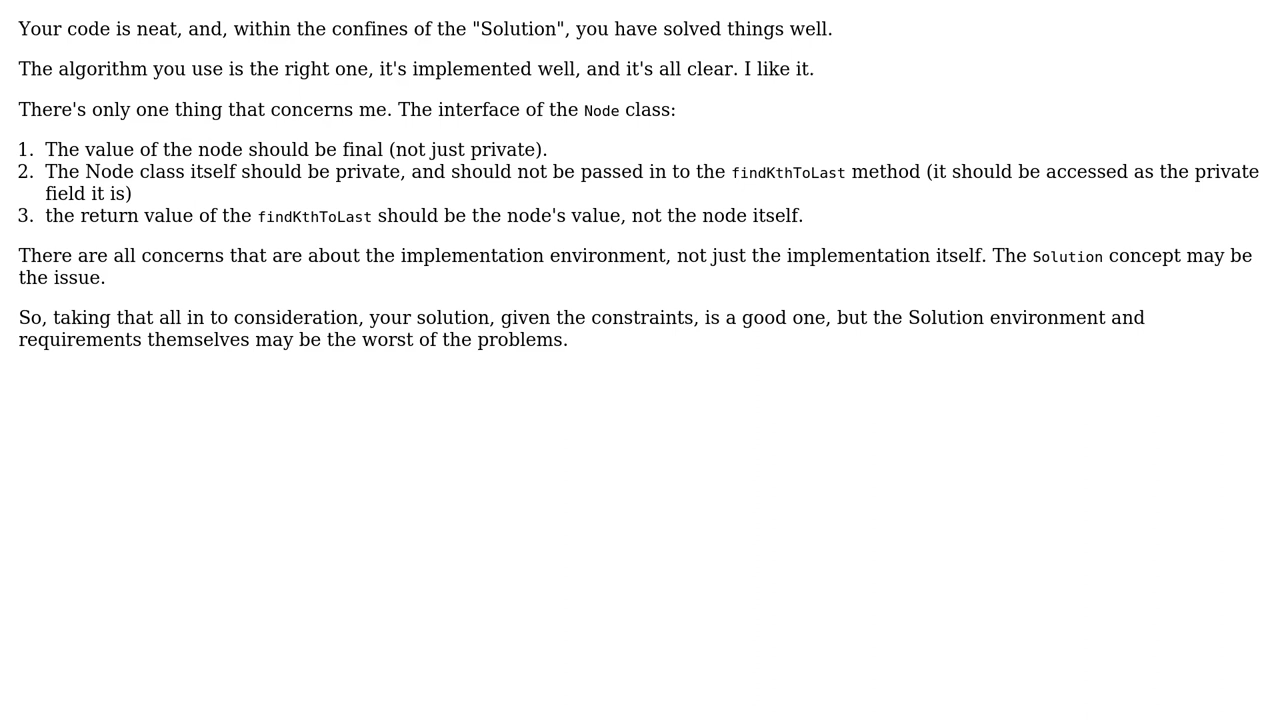 Your code is neat, and, within the confines of the "Solution", you have solved things well.
The algorithm you use is the right one, it's implemented well, and it's all clear. I like it.
There's only one thing that concerns me. The interface of the Node class:
1. The value of the node should be final (not just private).
2. The Node class itself should be private, and should not be passed in to the findKthToLast method (it should be accessed as the private
field it is)
3. the return value of the findKthToLast should be the node's value, not the node itself.
There are all concerns that are about the implementation environment, not just the implementation itself. The Solution concept may be
the issue.
So, taking that all in to consideration, your solution, given the constraints, is a good one, but the Solution environment and
requirements themselves may be the worst of the problems.